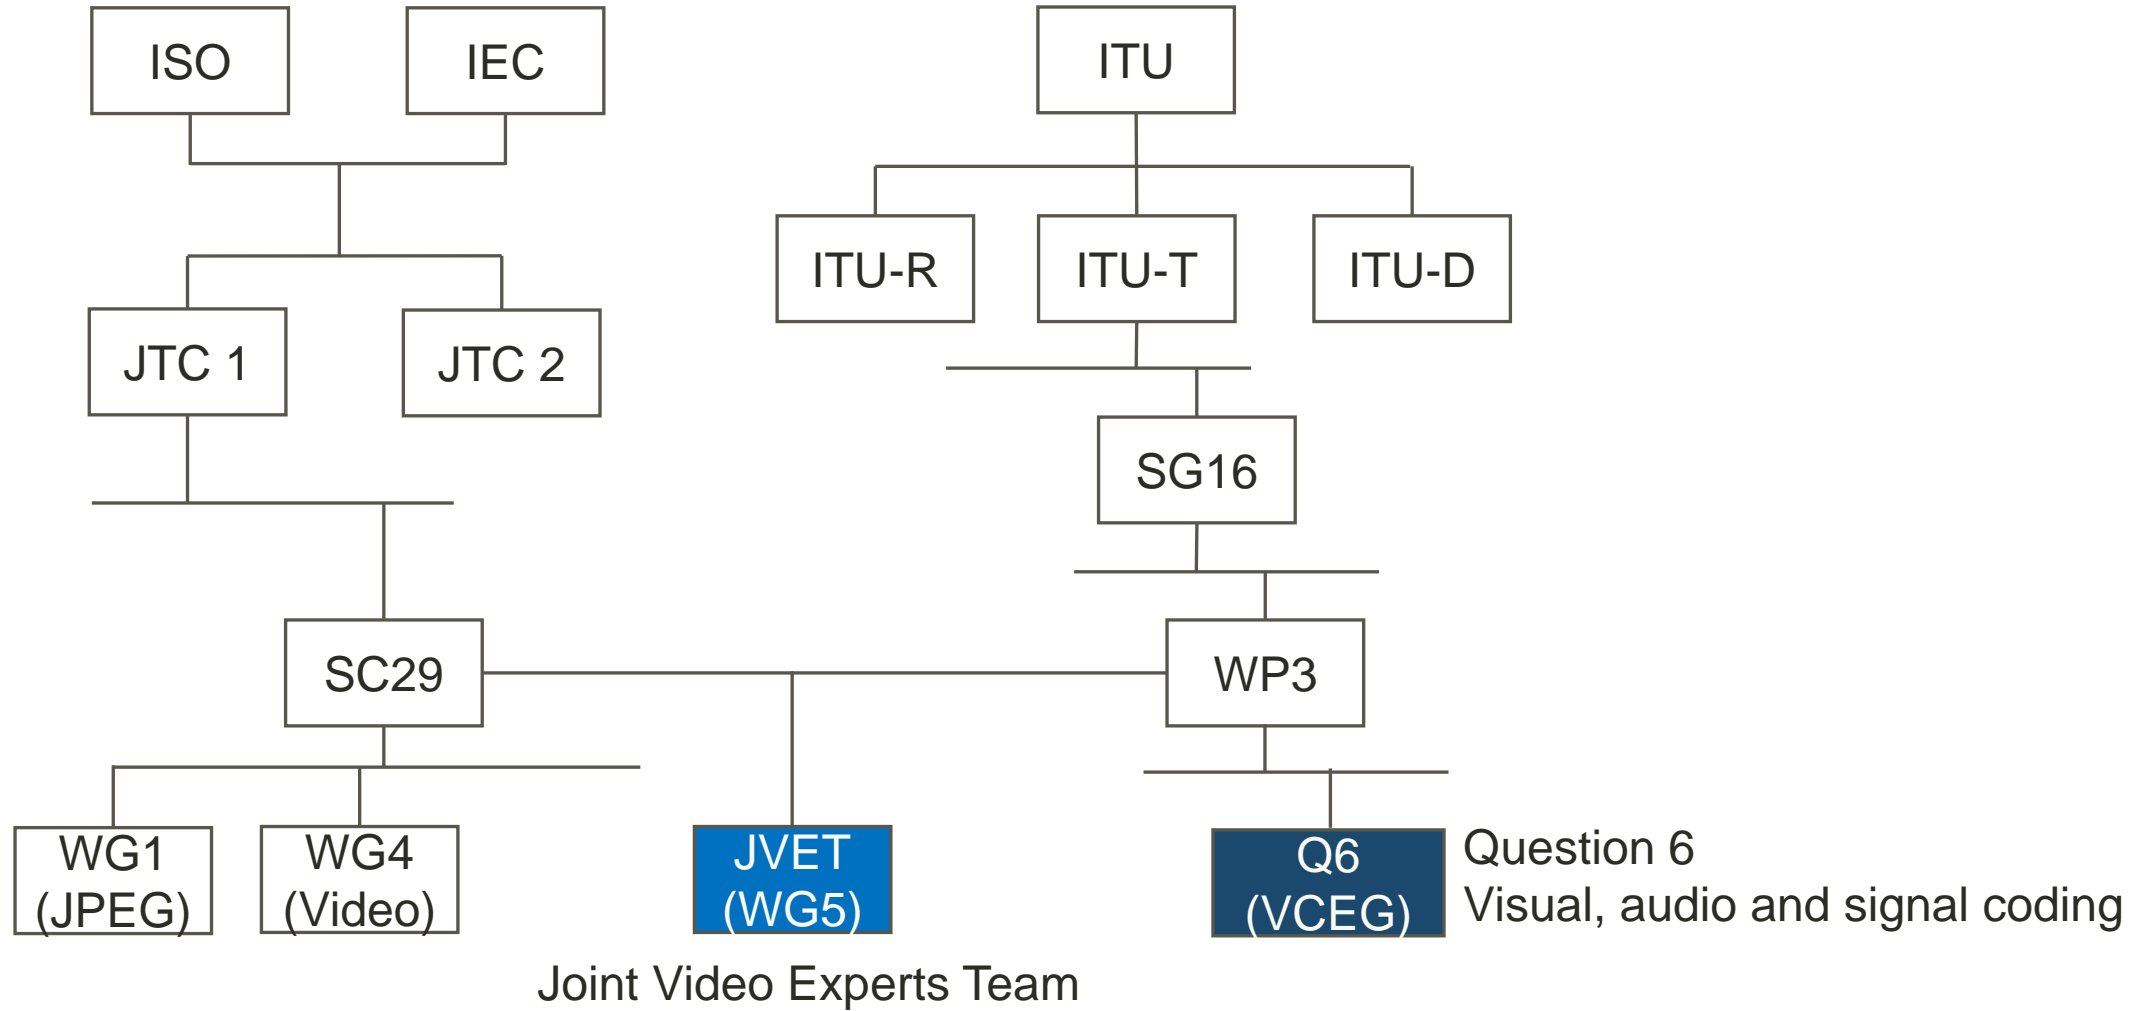 ISO
IEC
ITU
ITU-R
ITU-T
ITU-D
JTC 1
JTC 2
SG16
SC29
WP3
WG1
(JPEG)
WG4
(Video)
JVET
(WG5)
Q6
(VCEG)
Question 6
Visual, audio and signal coding
Joint Video Experts Team